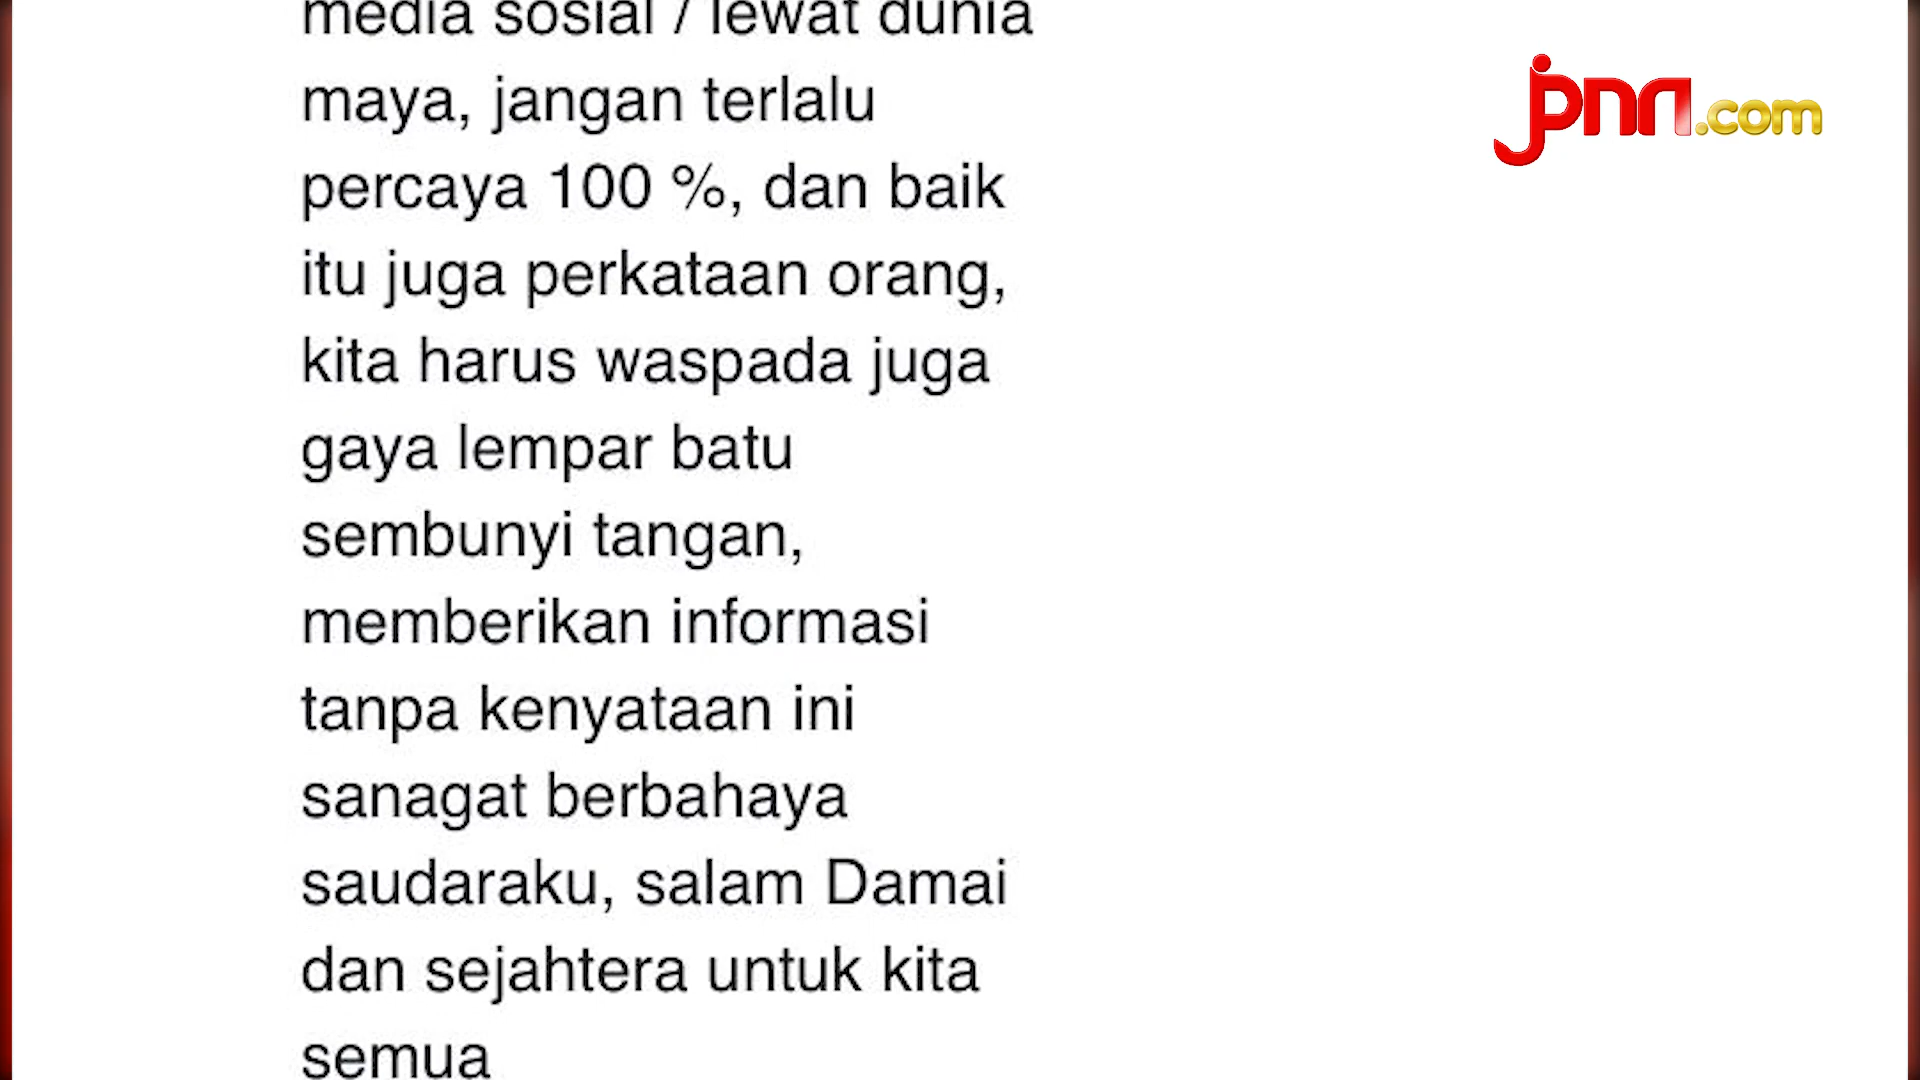 media sosial / lewat dunia
maya, jangan terlalu
percaya 100 %, dan baik
itu juga perkataan orang,
kita harus waspada juga
gaya lempar batu
sembunyi tangan,
memberikan informasi
tanpa kenyataan ini
sanagat berbahaya
saudaraku, salam Damai
dan sejahtera untuk kita
semua
jpnn.com